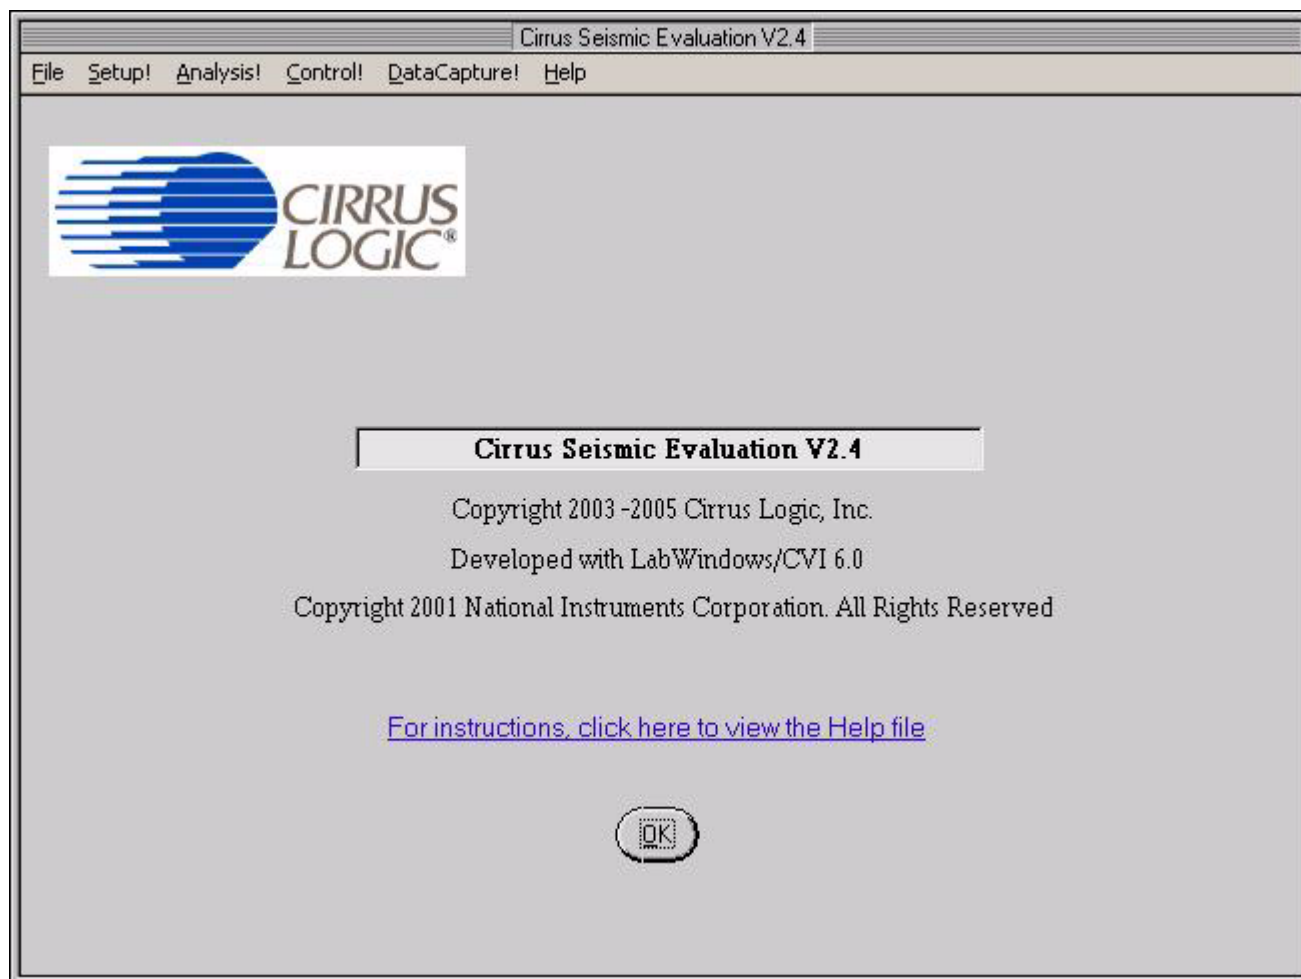 Cirrus Seismic Evaluation V2.4
File Setup! Analysis! Control! DataCapture! Help
CIRRUS
LOGIC®
Cirrus Seismic Evaluation V2.4
Copyright 2003 -2005 Cirrus Logic, Inc.
Developed with LabWindows/CVI 6.0
Copyright 2001 National Instruments Corporation. All Rights Reserved
For instructions, click here to view the Help file
OK